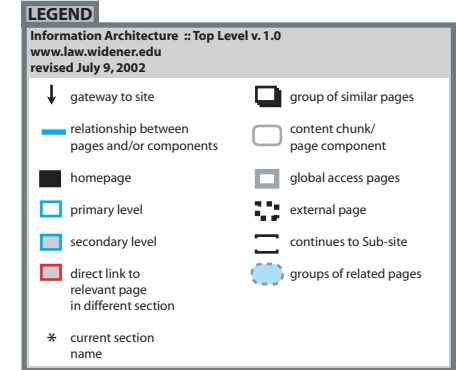 LEGEND
Information Architecture :: Top Level v. 1.0
www.law.widener.edu
revised July 9, 2002
gateway to site
relationship between
pages and/or components
homepage
primary level
secondary level
direct link to
relevant page
in different section
* current section
name
group of similar pages
content chunk/
page component
global access pages
external page
continues to Sub-site
groups of related pages